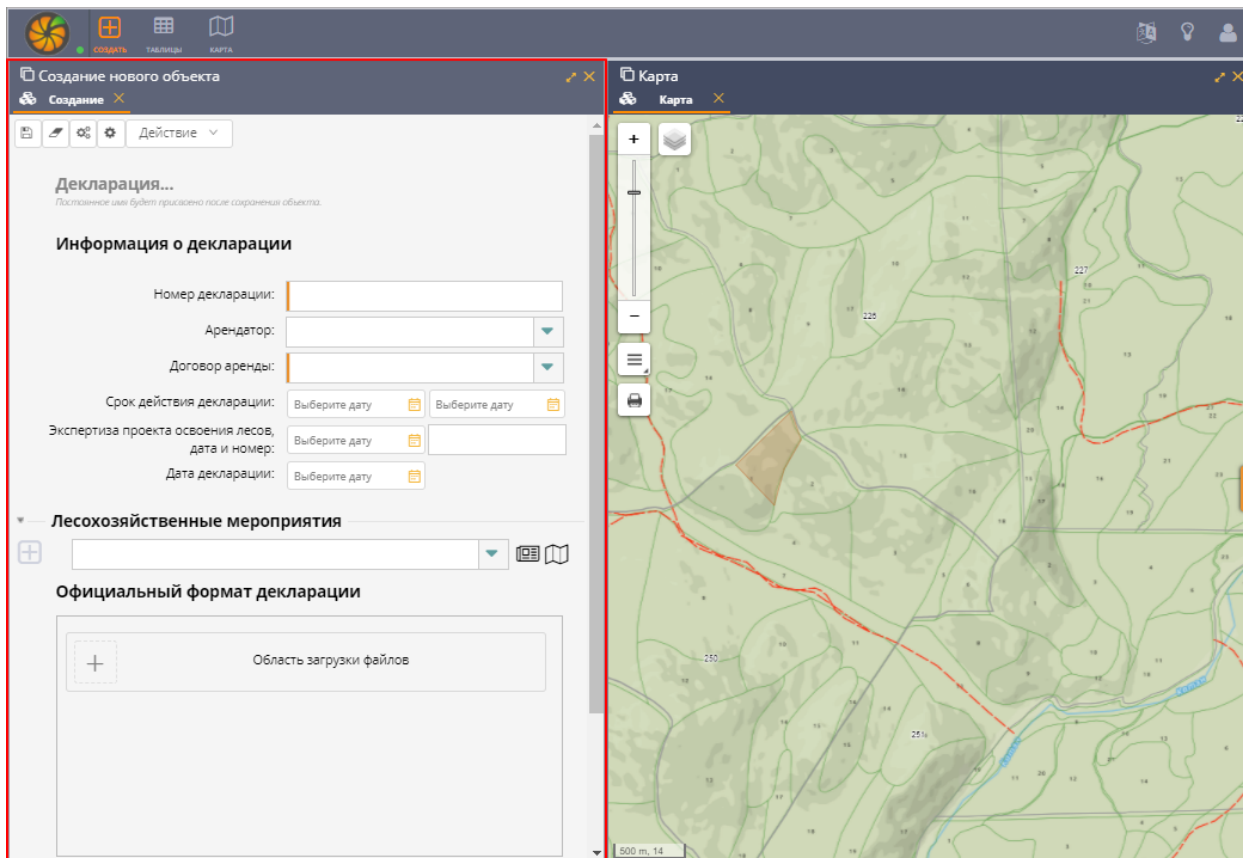 СОЗДАТЬ
ТАБЛИЦЫ
КАРТА
Создание нового объекта
Создание
Действие
Декларация...
Постоянное имя будет присвоено после сохранения объекта.
Информация о декларации
Номер декларации:
Арендатор:
Договор аренды:
Срок действия декларации:
Выберите дату
Выберите дату
Экспертиза проекта освоения лесов,
дата и номер:
Выберите дату
Дата декларации:
Выберите дату
Лесохозяйственные мероприятия
Официальный формат декларации
Область загрузки файлов
Карта
Карта
227
226
250
251
500 m, 14